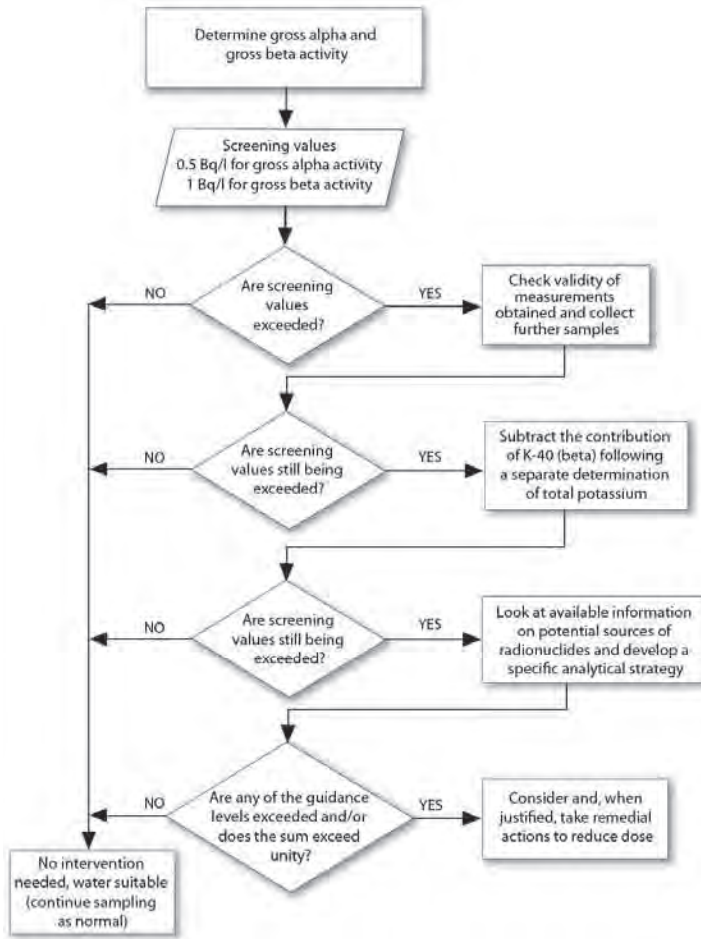 Determine gross alpha and
gross beta activity
Screening values
0.5 Bq/l for gross alpha activity
1 Bq/l for gross beta activity
NO
Are screening
values
exceeded?
YES
Check validity of
measurements
obtained and collect
further samples
NO
Are screening
values still being
exceeded?
YES
Subtract the contribution
of K-40 (beta) following
a separate determination
of total potassium
NO
Are screening
values still being
exceeded?
YES
Look at available information
on potential sources of
radionuclides and develop a
specific analytical strategy
NO
Are any of the guidance
levels exceeded and/or
does the sum exceed
unity?
YES
Consider and, when
justified, take remedial
actions to reduce dose
No intervention
needed, water suitable
(continue sampling
as normal)